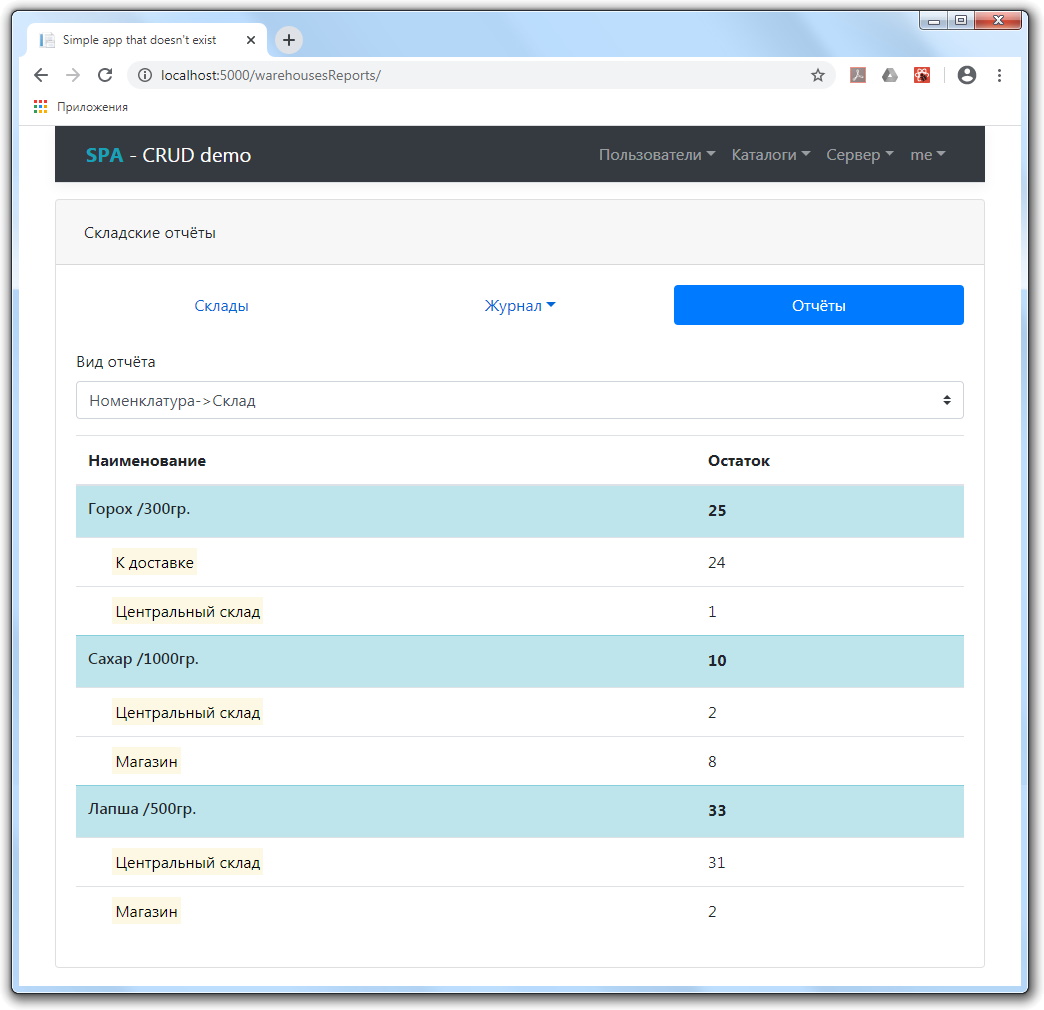 Simple app that doesn't exist
localhost:5000/warehousesReports/
Приложения
SPA - CRUD demo Пользователи Каталоги Сервер me
Складские отчёты
Склады Журнал Отчёты
Вид отчёта
Номенклатура->Склад
Наименование Остаток
Горох /300гр. 25
К доставке 24
Центральный склад 1
Сахар /1000гр. 10
Центральный склад 2
Магазин 8
Лапша /500гр. 33
Центральный склад 31
Магазин 2